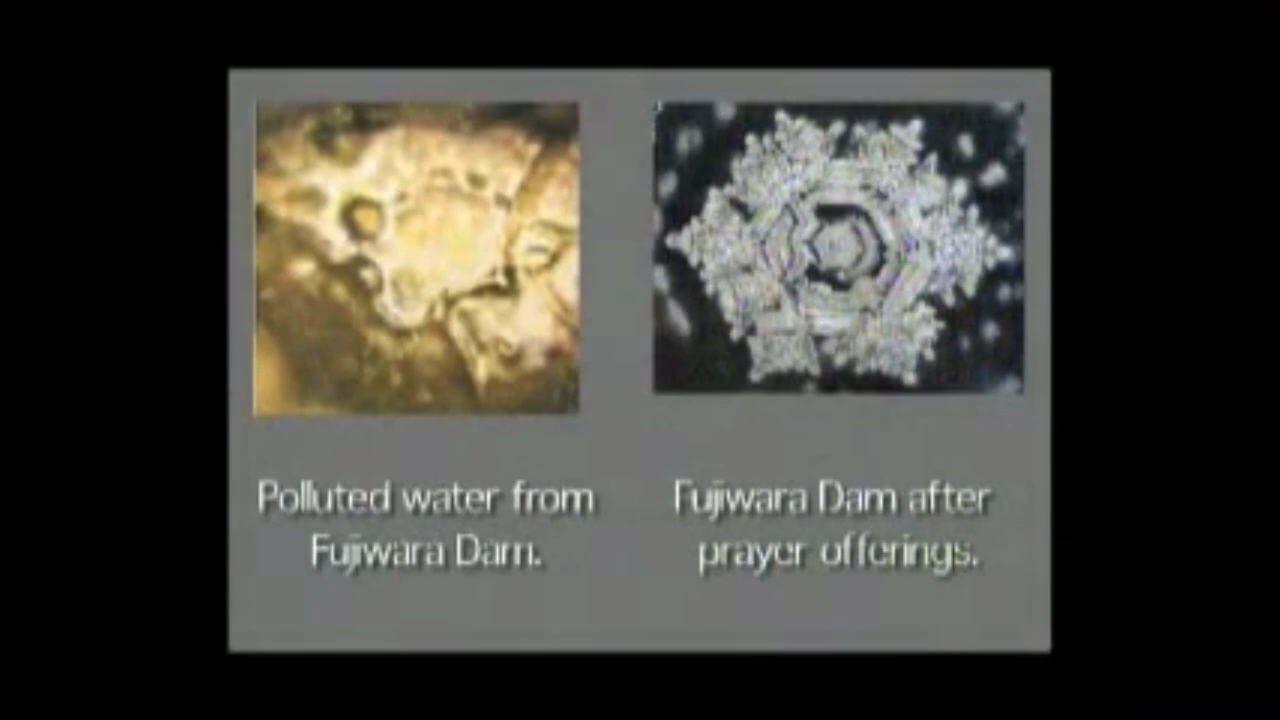 Polluted water from
Fujiwara Dam.
Fujiwara Dam after
prayer offerings.